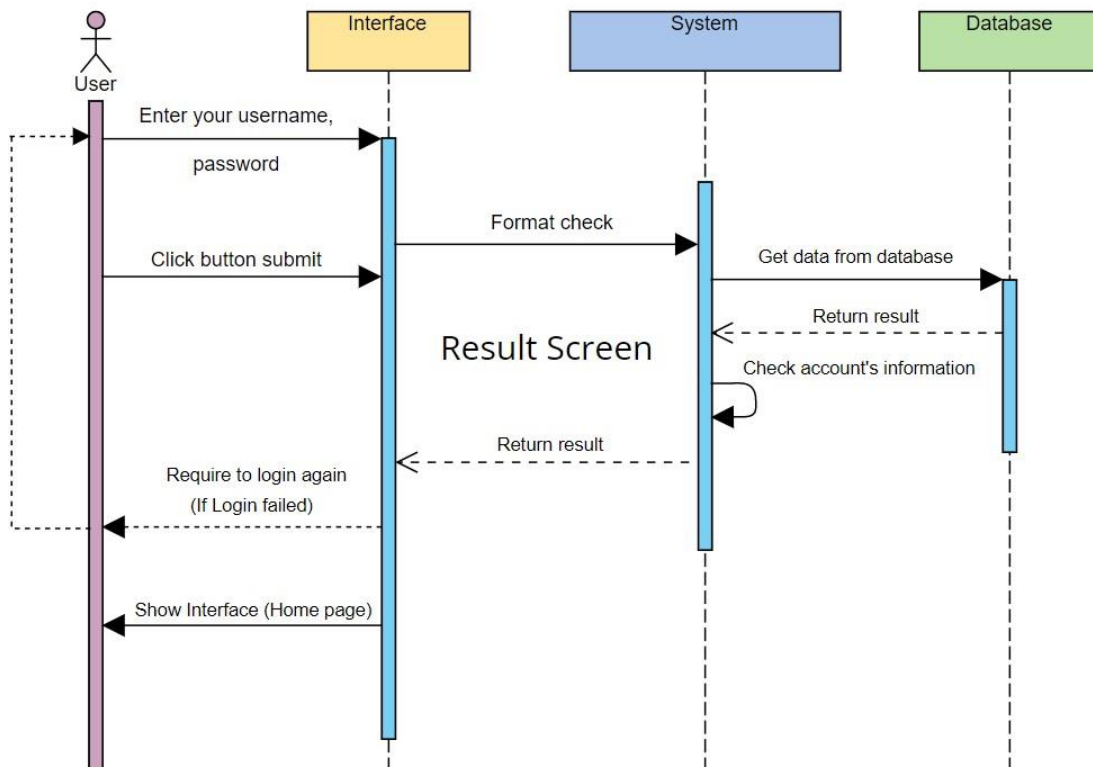 Interface
System
Database
User
Enter your username,
password
Format check
Click button submit
Get data from database
Return result
Result Screen
Check account's information
Return result
Require to login again
(If Login failed)
Show Interface (Home page)